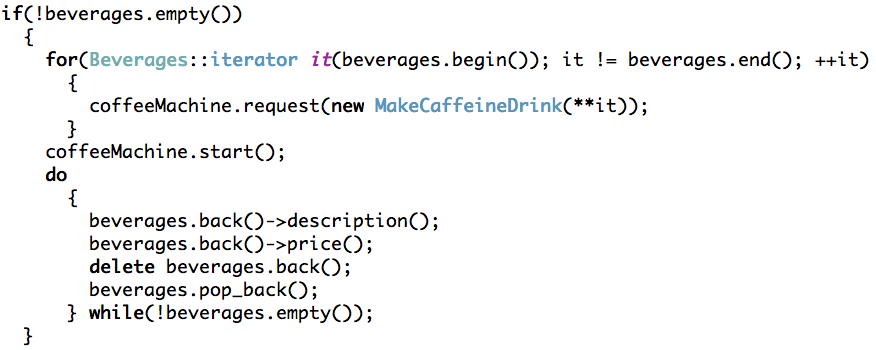 if(!beverages.empty())
  {
    for(Beverages::iterator it(beverages.begin()); it != beverages.end(); ++it)
      {
        coffeeMachine.request(new MakeCaffeineDrink(**it));
      }
    coffeeMachine.start();
    do
      {
        beverages.back()->description();
        beverages.back()->price();
        delete beverages.back();
        beverages.pop_back();
      } while(!beverages.empty());
  }